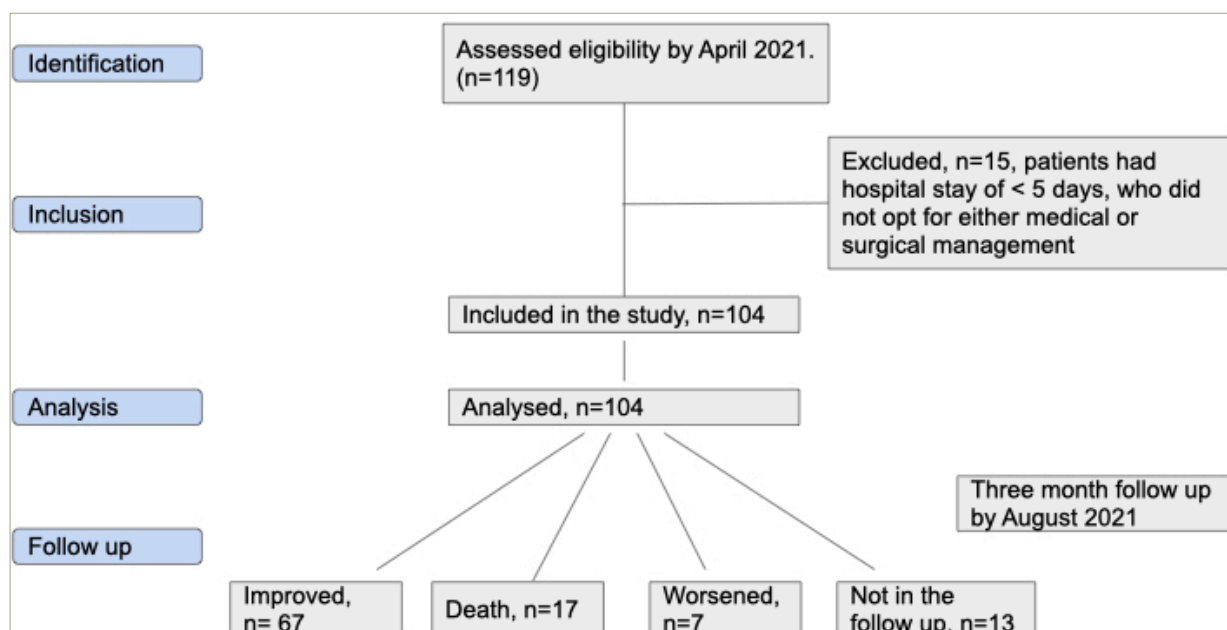 Identification
Assessed eligibility by April 2021.
(n=119)
Excluded, n=15, patients had
hospital stay of < 5 days, who did
not opt for either medical or
surgical management
Inclusion
Included in the study, n=104
Analysis
Analysed, n=104
Three month follow up
by August 2021
Follow up
Improved,
n= 67
Death, n=17
Worsened,
n=7
Not in the
follow up, n=13